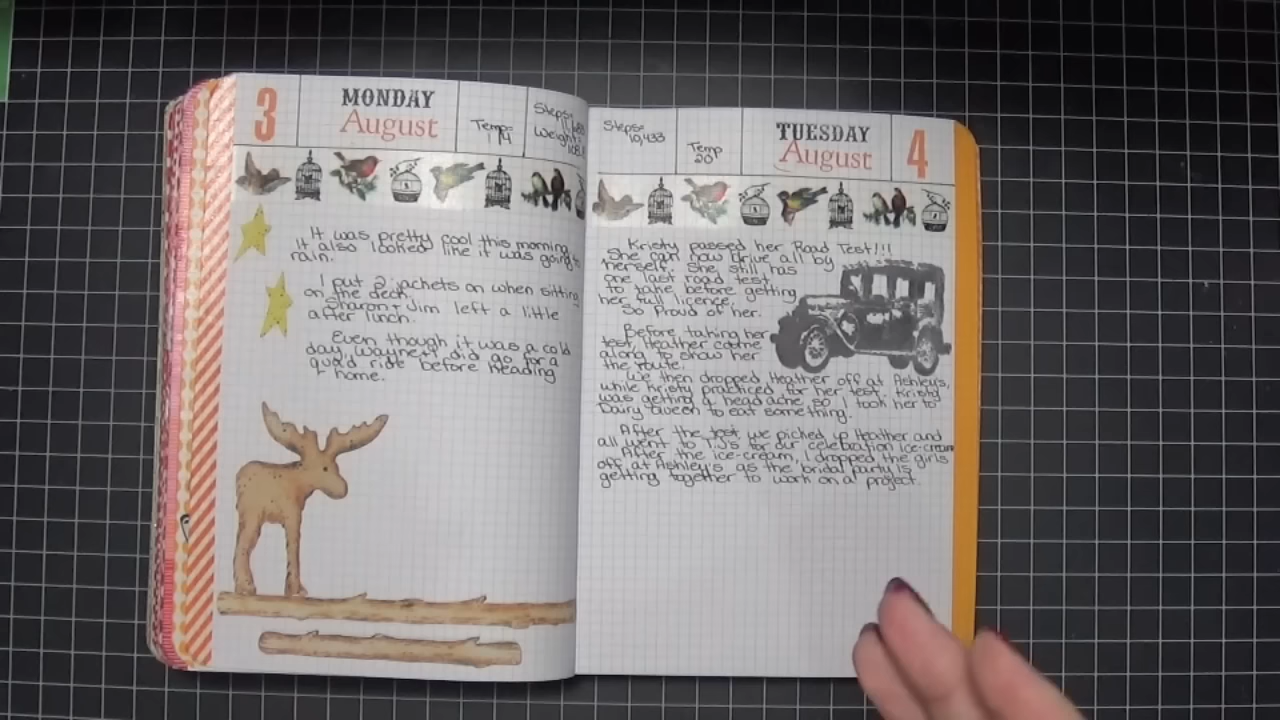 3
MONDAY
August
Temp=
14
Steps=
Weight:
It was pretty cool this morning
It also looked like it was going to
rain.
I put 2 jackets on when sitting
on the deck.
Sharon + Jim left a little
after lunch.
Even though it was a cold
day, Wayne + I did go for a
quad ride before heading
home.
Steps=
10,433
Temp
20
TUESDAY
August
4
Kristy passed her Road Test!!!
She can now drive all by
herself. She still has
one last road test
to take before getting
her full licence.
So Proud of her.
Before taking her
test, Heather came
along to show her
the route.
We then dropped Heather off at Ashley's,
while Kristy practiced for her test. Kristy
was getting a headache so I took her to
Dairy Queen to eat something.
After the test we picked up Heather and
all went to TJ's for our celebration ice-cream
After the ice-cream, I dropped the girls
off at Ashley's as the bridal party is
getting together to work on a project.